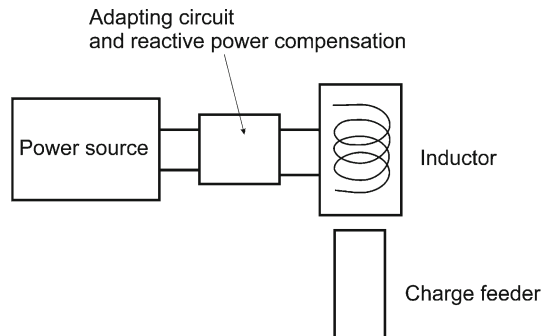 Adapting circuit
and reactive power compensation
Power source
Inductor
Charge feeder